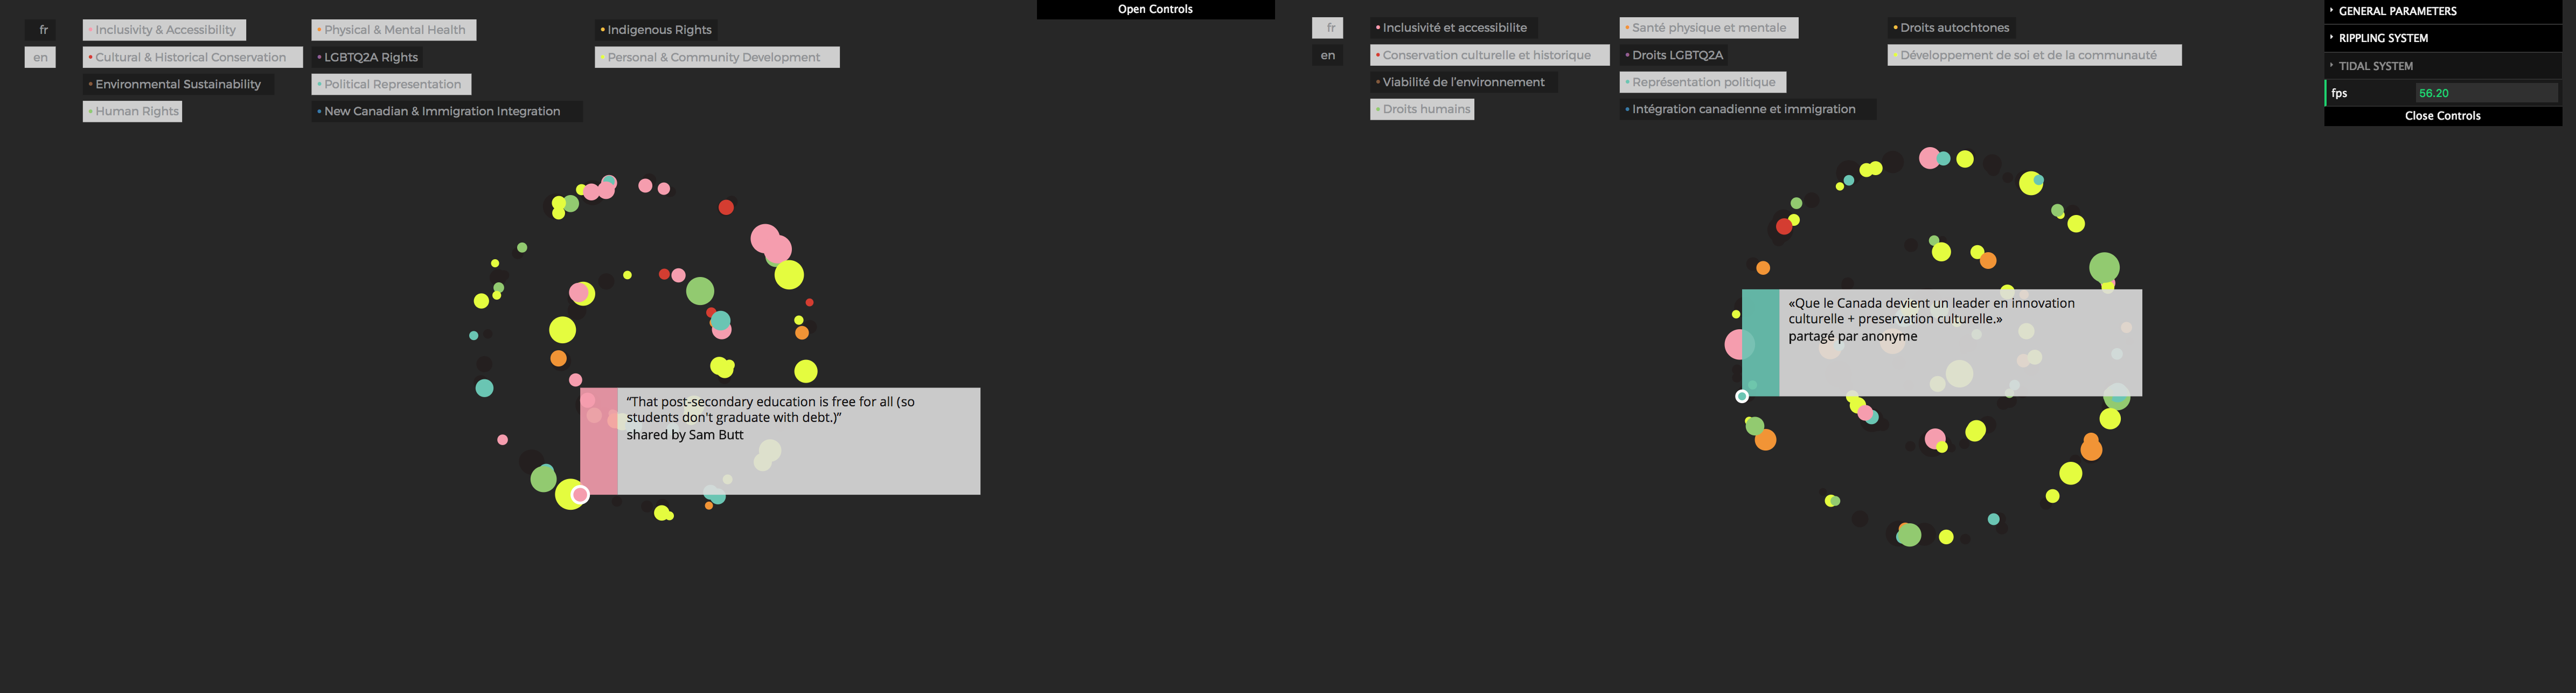 Open Controls
fr
Inclusivity & Accessibility
Physical & Mental Health
Indigenous Rights
en
Cultural & Historical Conservation
LGBTQ2A Rights
Personal & Community Development
Environmental Sustainability
Political Representation
Human Rights
New Canadian & Immigration Integration
“That post-secondary education is free for all (so
students don't graduate with debt.)”
shared by Sam Butt
fr
Inclusivité et accessibilite
Santé physique et mentale
Droits autochtones
en
Conservation culturelle et historique
Droits LGBTQ2A
Développement de soi et de la communauté
Viabilité de l’environnement
Représentation politique
Droits humains
Intégration canadienne et immigration
«Que le Canada devient un leader en innovation
culturelle + preservation culturelle.»
partagé par anonyme
GENERAL PARAMETERS
RIPPLING SYSTEM
TIDAL SYSTEM
fps 56.20
Close Controls